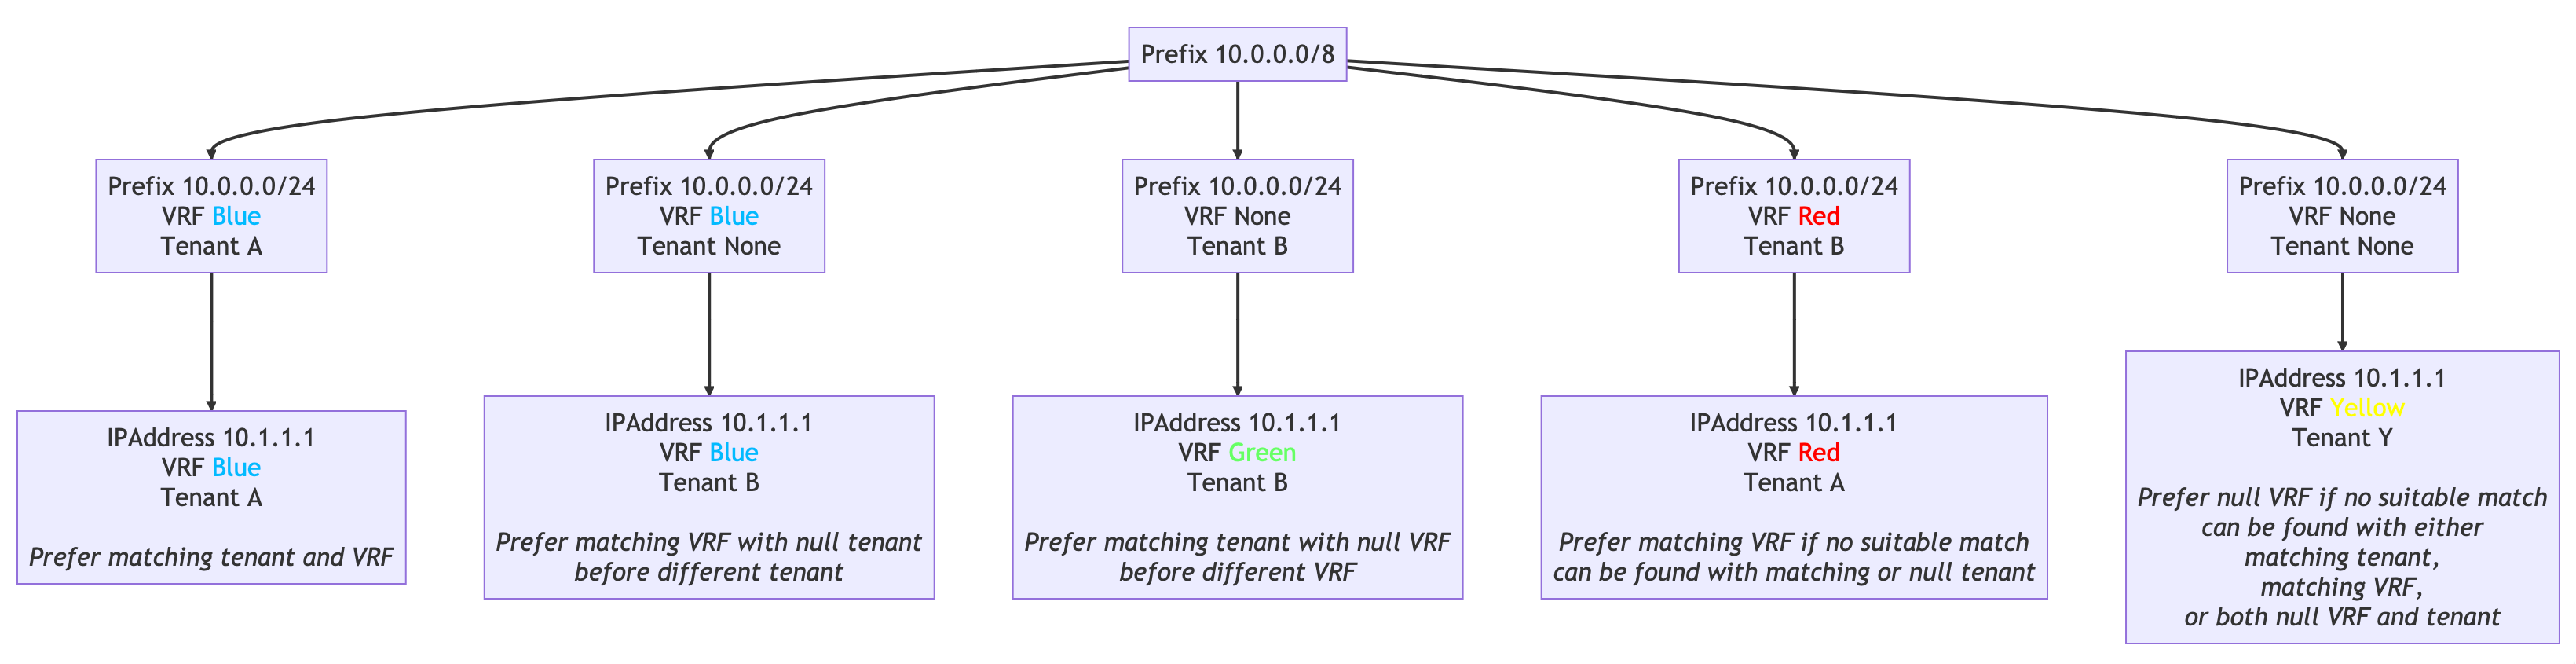 Prefix 10.0.0.0/8
Prefix 10.0.0.0/24
VRF Blue
Tenant A
Prefix 10.0.0.0/24
VRF Blue
Tenant None
Prefix 10.0.0.0/24
VRF None
Tenant B
Prefix 10.0.0.0/24
VRF Red
Tenant B
Prefix 10.0.0.0/24
VRF None
Tenant None
IPAddress 10.1.1.1
VRF Blue
Tenant A
Prefer matching tenant and VRF
IPAddress 10.1.1.1
VRF Blue
Tenant B
Prefer matching VRF with null tenant
before different tenant
IPAddress 10.1.1.1
VRF Green
Tenant B
Prefer matching tenant with null VRF
before different VRF
IPAddress 10.1.1.1
VRF Red
Tenant A
Prefer matching VRF if no suitable match
can be found with matching or null tenant
IPAddress 10.1.1.1
VRF Yellow
Tenant Y
Prefer null VRF if no suitable match
can be found with either
matching tenant,
matching VRF,
or both null VRF and tenant